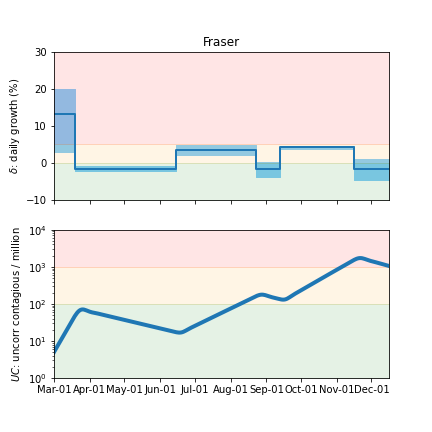 Fraser
30
20
10
0
−10
δ: daily growth (%)
10⁴
10³
10²
10¹
10⁰
UC: uncorr contagious / million
Mar-01 Apr-01 May-01 Jun-01 Jul-01 Aug-01 Sep-01 Oct-01 Nov-01 Dec-01